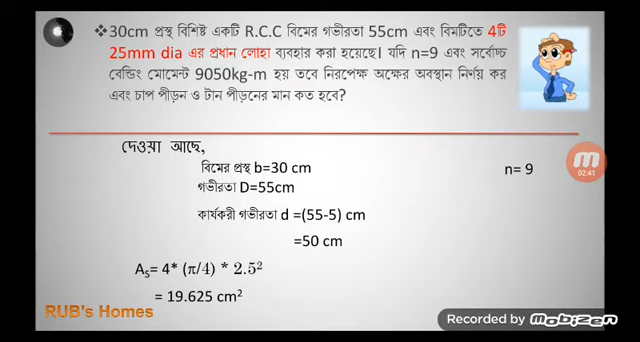 ❖30cm প্রস্থ বিশিষ্ট একটি R.C.C বিমের গভীরতা 55cm এবং বিমটিতে 4টি
25mm dia এর প্রধান লোহা ব্যবহার করা হয়েছে। যদি n=9 এবং সর্বোচ্চ
বেন্ডিং মোমেন্ট 9050kg-m হয় তবে নিরপেক্ষ অক্ষের অবস্থান নির্ণয় কর
এবং চাপ পীড়ন ও টান পীড়নের মান কত হবে?
দেওয়া আছে,
বিমের প্রস্থ b=30 cm
n= 9
02:41
গভীরতা D=55cm
কার্যকরী গভীরতা d =(55-5) cm
=50 cm
Aₛ= 4* (π/4) * 2.5²
= 19.625 cm²
RUB's Homes
Recorded by MOBIZEN